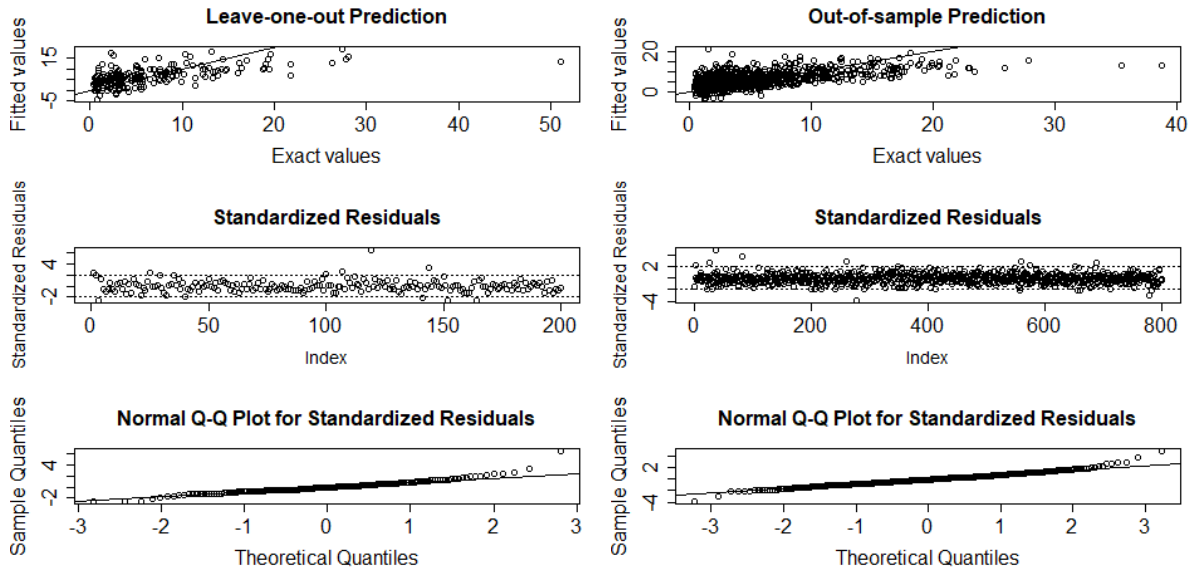 Leave-one-out Prediction
Fitted values
-5 15
0 10 20 30 40 50
Exact values
Out-of-sample Prediction
Fitted values
0 20
0 10 20 30 40
Exact values
Standardized Residuals
Standardized Residuals
-2 4
0 50 100 150 200
Index
Standardized Residuals
Standardized Residuals
-4 2
0 200 400 600 800
Index
Normal Q-Q Plot for Standardized Residuals
Sample Quantiles
-2 4
-3 -2 -1 0 1 2 3
Theoretical Quantiles
Normal Q-Q Plot for Standardized Residuals
Sample Quantiles
-4 2
-3 -2 -1 0 1 2 3
Theoretical Quantiles